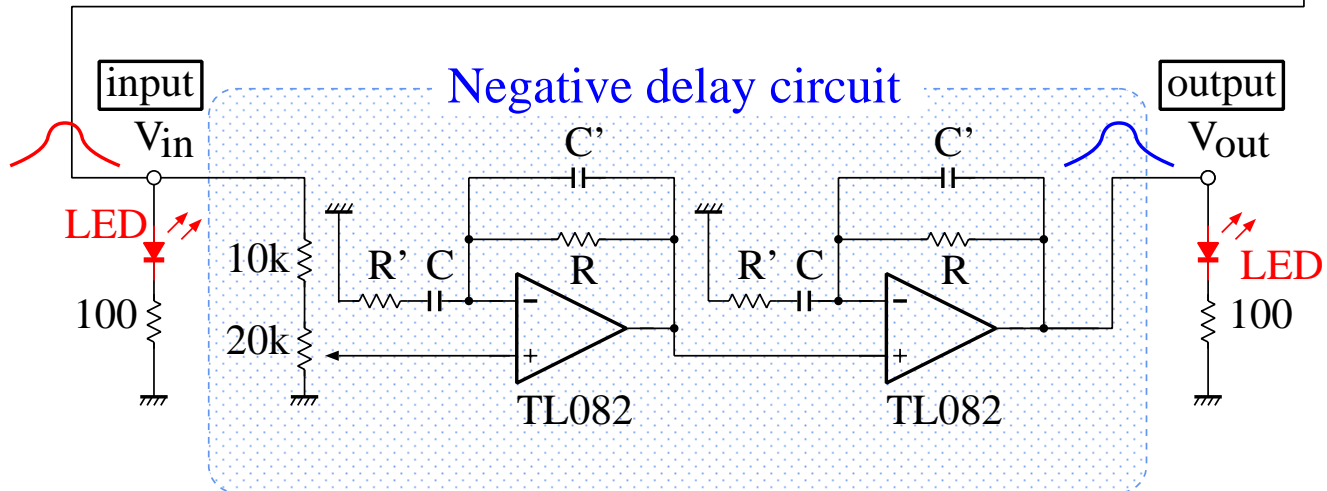 Negative delay circuit
input
output
Vin
Vout
C’
C’
LED
10k
R’ C
R
R’ C
R
LED
100
20k
−
+
−
+
100
TL082
TL082